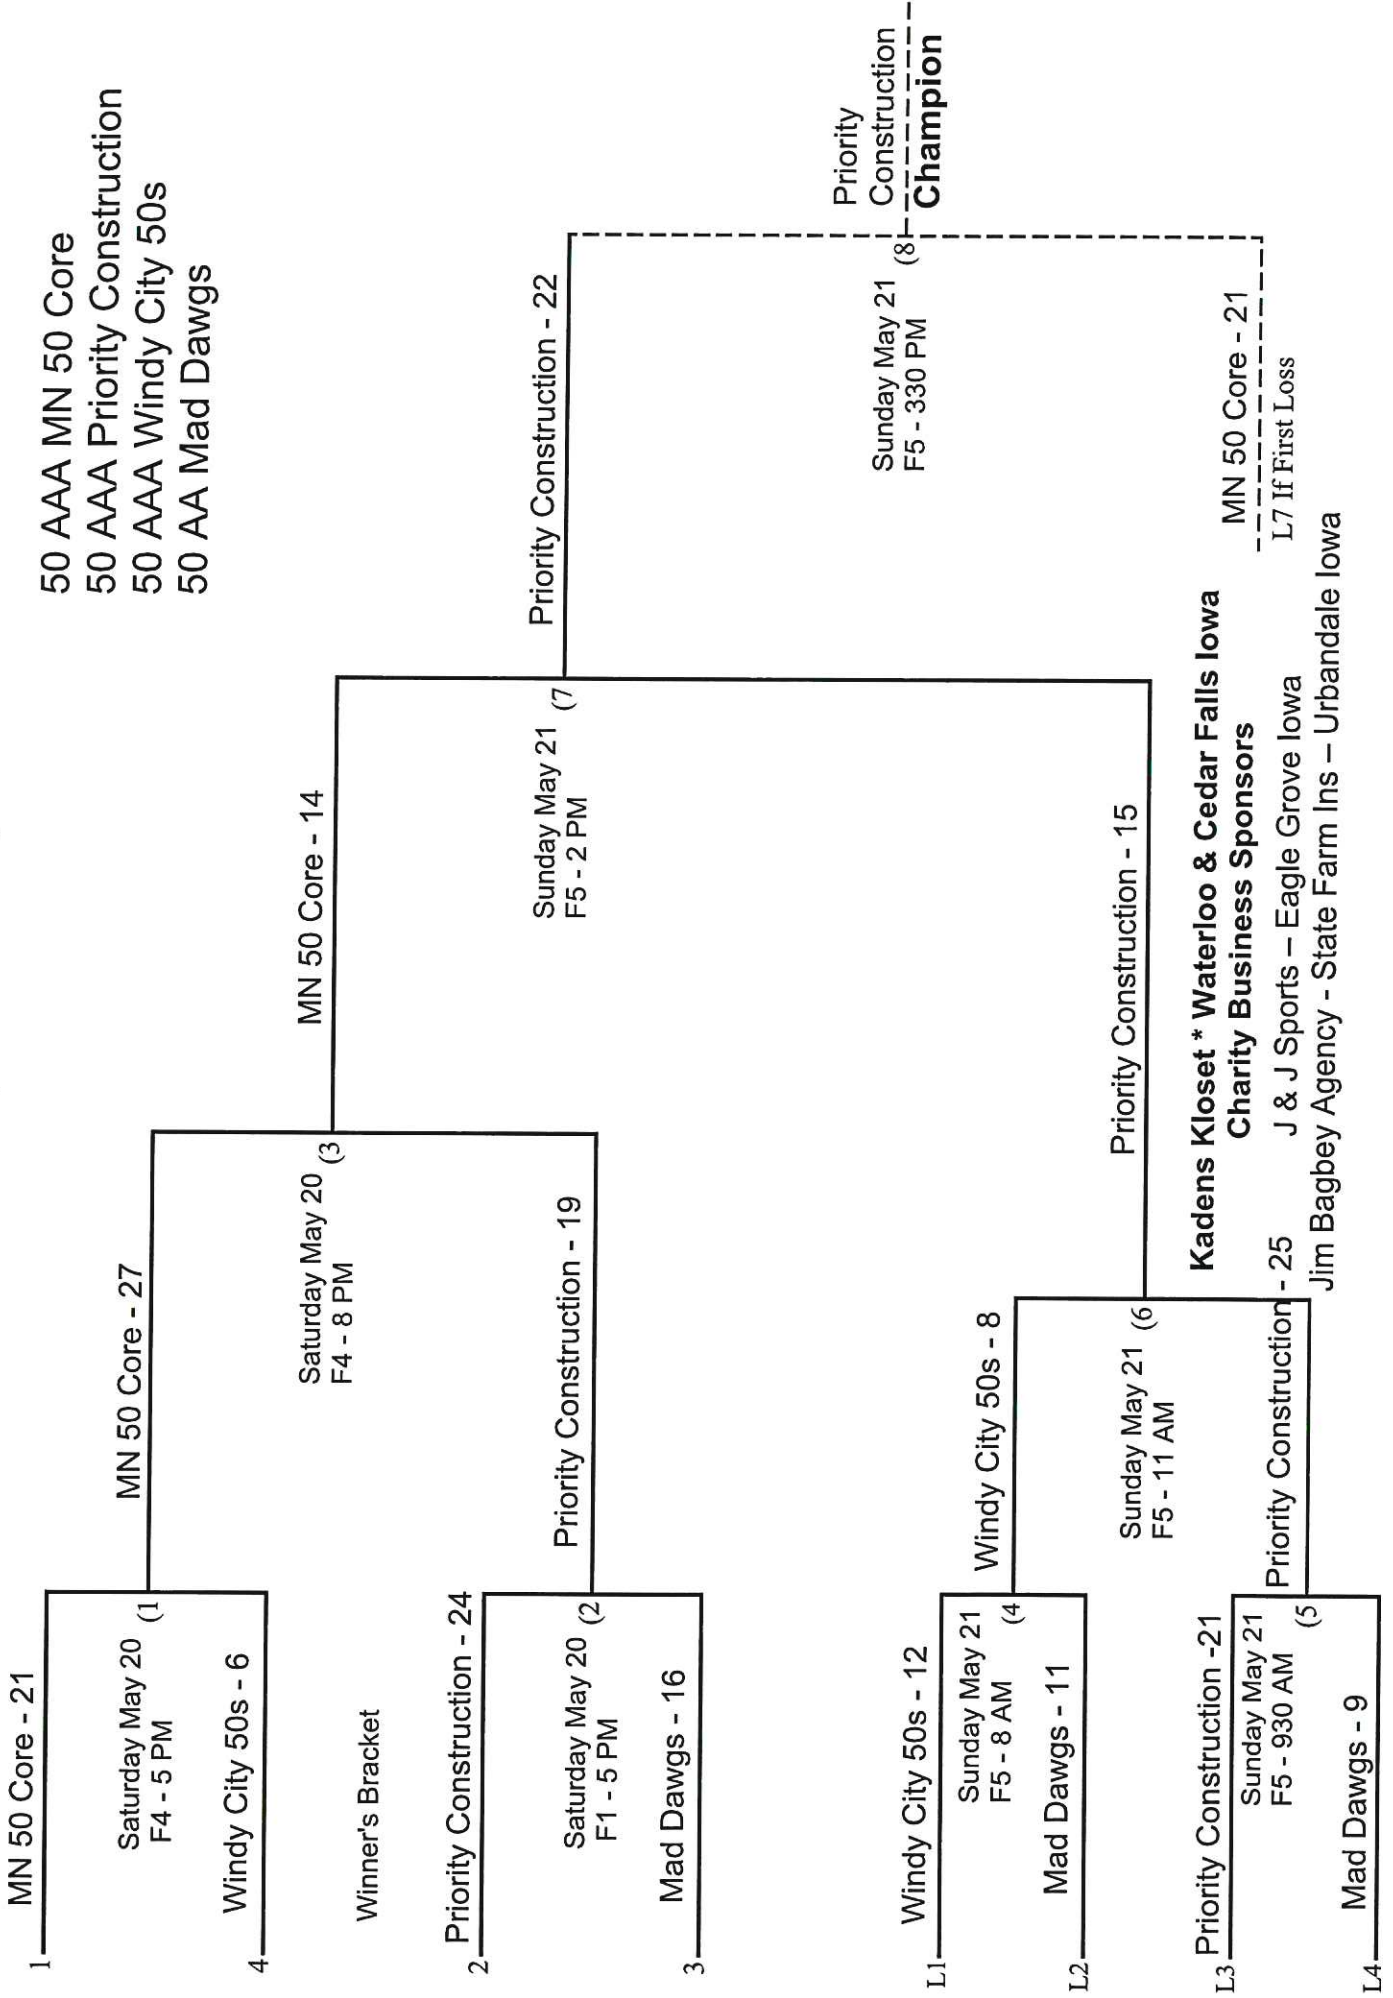 50 AAA MN 50 Core
50 AAA Priority Construction
50 AAA Windy City 50s
50 AA Mad Dawgs
1
MN 50 Core - 21
Saturday May 20
F4 - 5 PM
(1
4
Windy City 50s - 6
MN 50 Core - 27
Winner's Bracket
Saturday May 20
F4 - 8 PM
(3
2
Priority Construction - 24
Saturday May 20
F1 - 5 PM
(2
3
Mad Dawgs - 16
Priority Construction - 19
MN 50 Core - 14
Sunday May 21
F5 - 2 PM
(7
Priority Construction - 22
Sunday May 21
F5 - 330 PM
(8
Priority
Construction
Champion
MN 50 Core - 21
L7 If First Loss
L1
Windy City 50s - 12
Sunday May 21
F5 - 8 AM
(4
L2
Mad Dawgs - 11
Windy City 50s - 8
Sunday May 21
F5 - 11 AM
(6
Priority Construction - 15
L3
Priority Construction -21
Sunday May 21
F5 - 930 AM
(5
L4
Mad Dawgs - 9
Priority Construction - 25
Kadens Kloset * Waterloo & Cedar Falls Iowa
Charity Business Sponsors
J & J Sports – Eagle Grove Iowa
Jim Bagbey Agency - State Farm Ins – Urbandale Iowa